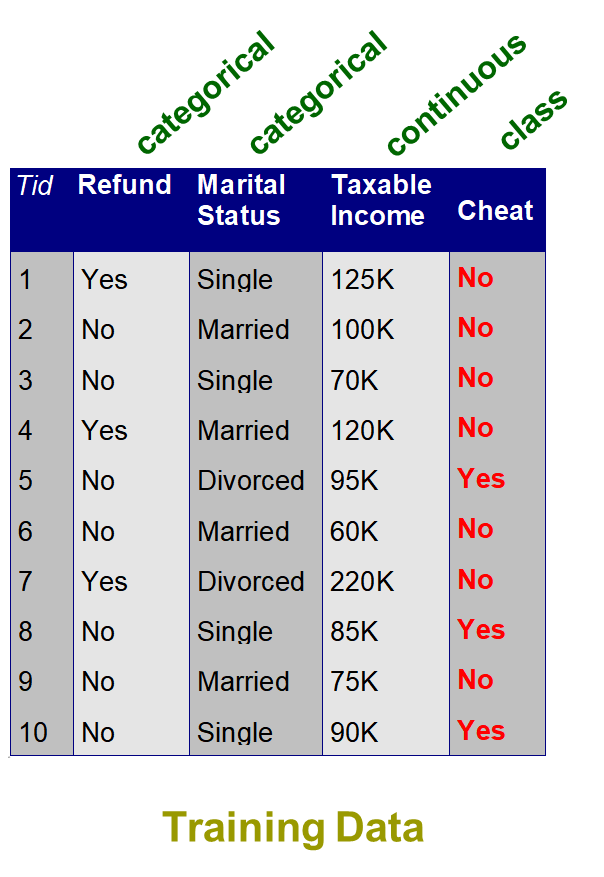 categorical categorical continuous class
Tid Refund Marital Status Taxable Income Cheat
1 Yes Single 125K No
2 No Married 100K No
3 No Single 70K No
4 Yes Married 120K No
5 No Divorced 95K Yes
6 No Married 60K No
7 Yes Divorced 220K No
8 No Single 85K Yes
9 No Married 75K No
10 No Single 90K Yes
Training Data